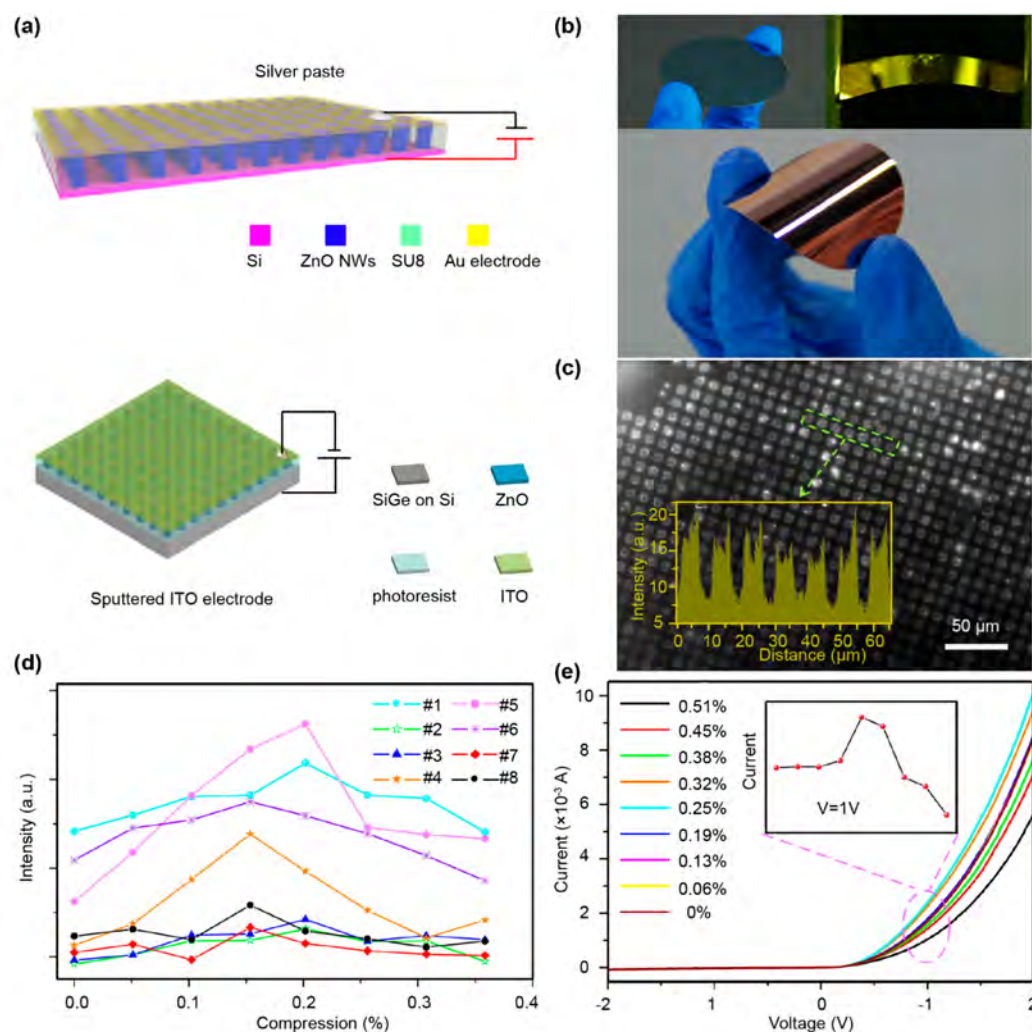 (a)
Silver paste
Si
ZnO NWs
SU8
Au electrode
SiGe on Si
ZnO
photoresist
ITO
Sputtered ITO electrode
(b)
(c)
Intensity (a.u.)
20
15
10
5
0 10 20 30 40 50 60
Distance (μm)
50 μm
(d)
Intensity (a.u.)
#1
#2
#3
#4
#5
#6
#7
#8
0.0 0.1 0.2 0.3 0.4
Compression (%)
(e)
Current (×10⁻³ A)
10
8
6
4
2
0
0.51%
0.45%
0.38%
0.32%
0.25%
0.19%
0.13%
0.06%
0%
Current
V=1V
-2 1 0 -1 -2
Voltage (V)